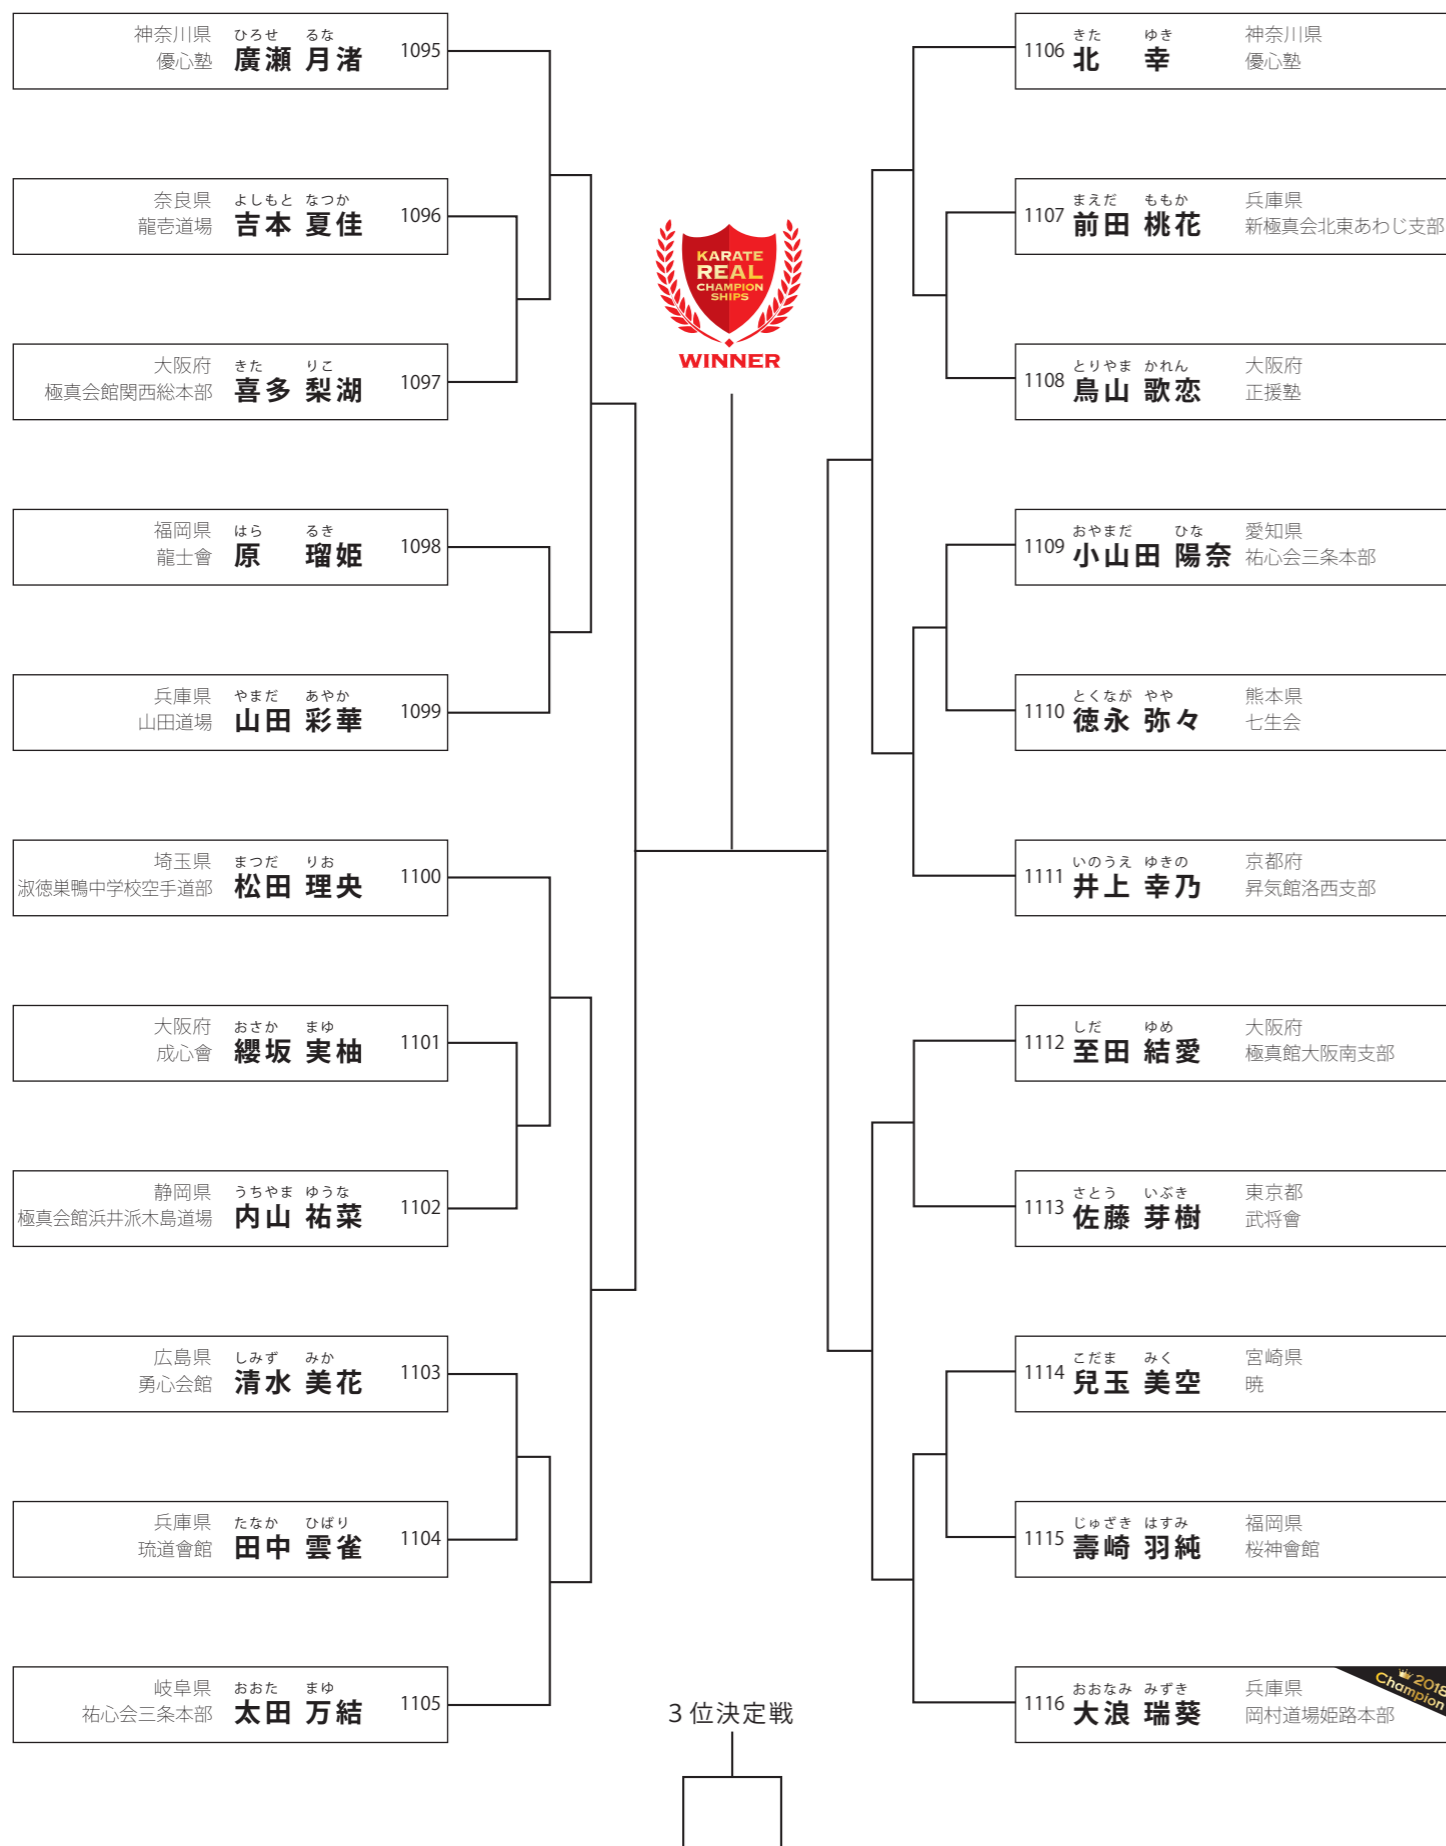 神奈川県
優心塾
ひろせ るな
廣瀬 月渚
1095
奈良県
龍壱道場
よしもと なつか
吉本 夏佳
1096
大阪府
極真会館関西総本部
きた りこ
喜多 梨湖
1097
福岡県
龍士會
はら るき
原 瑠姫
1098
兵庫県
山田道場
やまだ あやか
山田 彩華
1099
埼玉県
淑徳巣鴨中学校空手道部
まつだ りお
松田 理央
1100
大阪府
成心會
おさか まゆ
纓坂 実柚
1101
静岡県
極真会館浜井派木島道場
うちやま ゆうな
内山 祐菜
1102
広島県
勇心会館
しみず みか
清水 美花
1103
兵庫県
琉道會館
たなか ひばり
田中 雲雀
1104
岐阜県
祐心会三条本部
おおた まゆ
太田 万結
1105
KARATE
REAL
CHAMPION
SHIPS
WINNER
3位決定戦
1106
きた ゆき
北 幸
神奈川県
優心塾
1107
まえだ ももか
前田 桃花
兵庫県
新極真会北東あわじ支部
1108
とりやま かれん
鳥山 歌恋
大阪府
正援塾
1109
おやまだ ひな
小山田 陽奈
愛知県
祐心会三条本部
1110
とくなが やや
徳永 弥々
熊本県
七生会
1111
いのうえ ゆきの
井上 幸乃
京都府
昇気館洛西支部
1112
しだ ゆめ
至田 結愛
大阪府
極真館大阪南支部
1113
さとう いぶき
佐藤 芽樹
東京都
武将會
1114
こだま みく
兒玉 美空
宮崎県
暁
1115
じゅざき はすみ
壽崎 羽純
福岡県
桜神會館
1116
おおなみ みずき
大浪 瑞葵
兵庫県
岡村道場姫路本部
2018
Champion